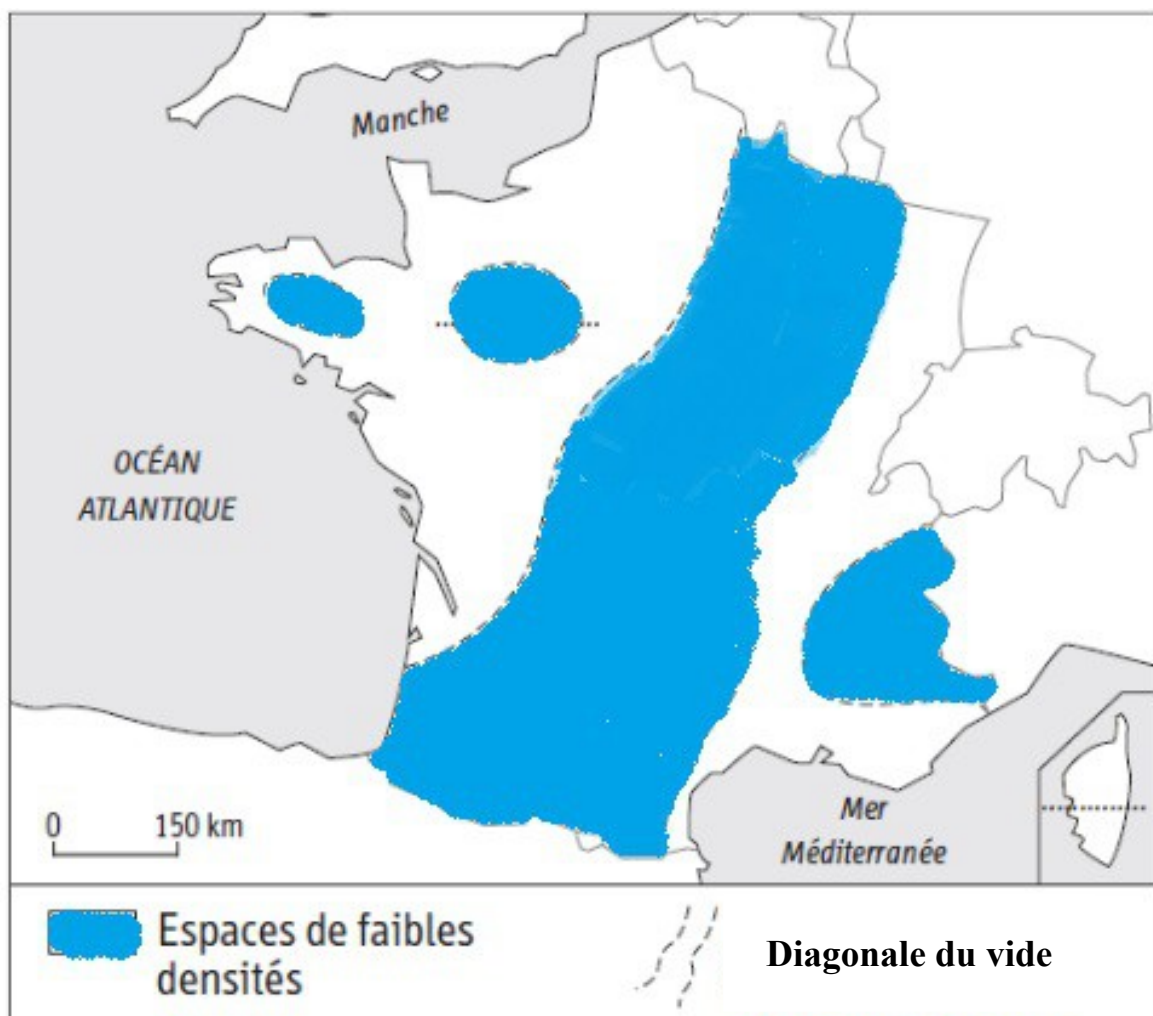 Manche
OCÉAN
ATLANTIQUE
0 150 km
Mer
Méditerranée
Espaces de faibles
densités
Diagonale du vide